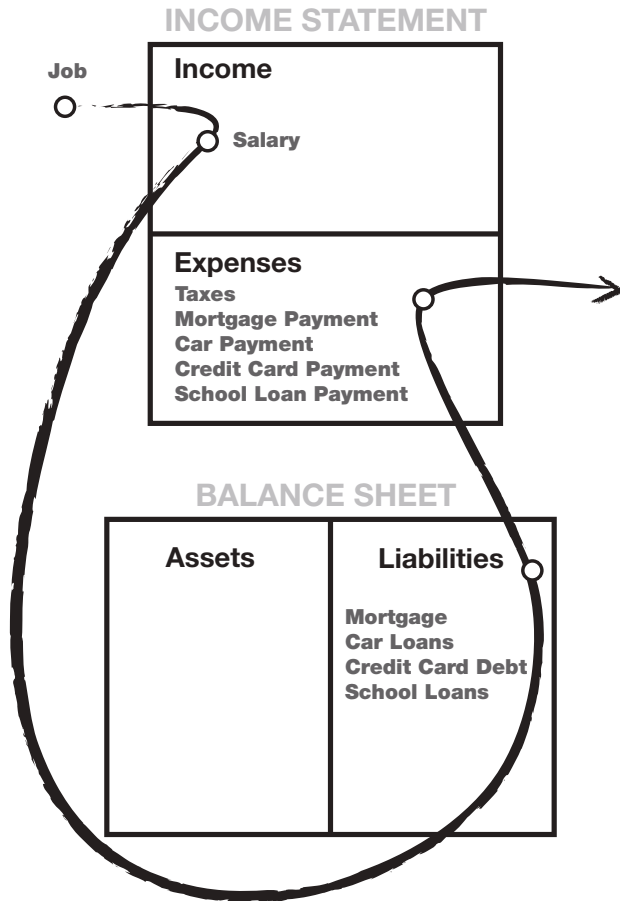 INCOME STATEMENT
Job
Income
Salary
Expenses
Taxes
Mortgage Payment
Car Payment
Credit Card Payment
School Loan Payment
BALANCE SHEET
Assets
Liabilities
Mortgage
Car Loans
Credit Card Debt
School Loans